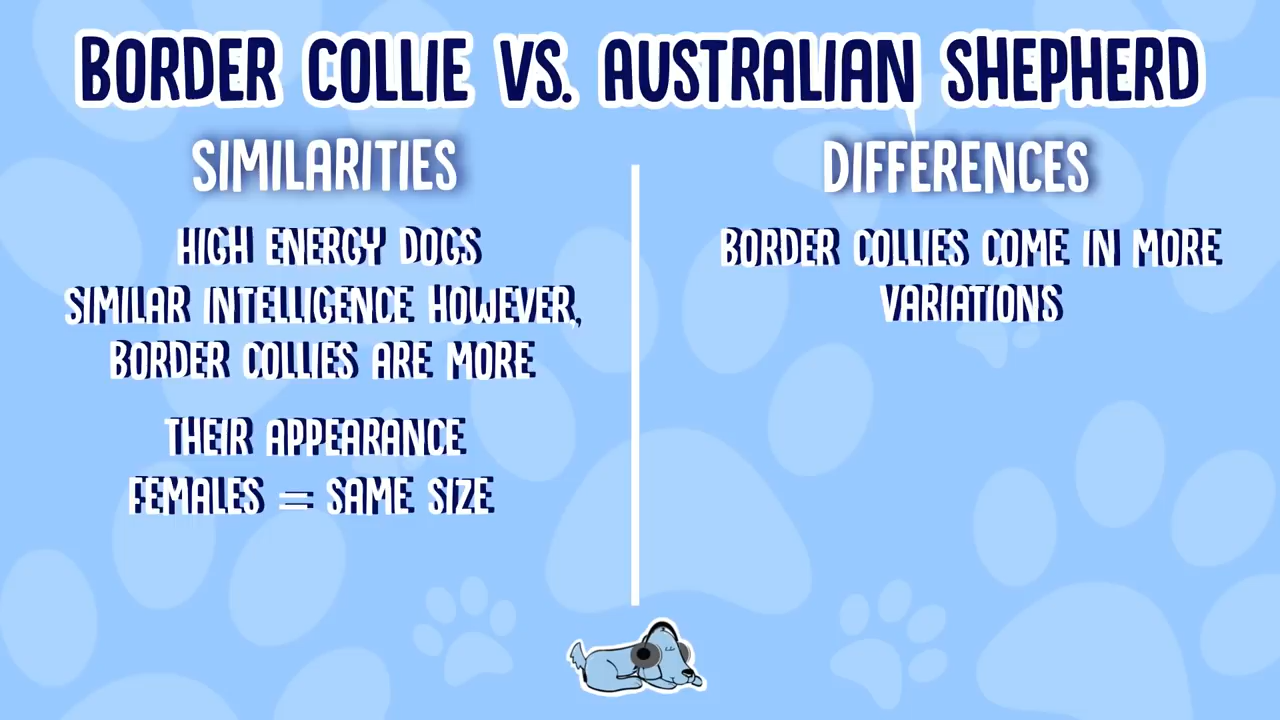 BORDER COLLIE VS. AUSTRALIAN SHEPHERD
SIMILARITIES
HIGH ENERGY DOGS
SIMILAR INTELLIGENCE HOWEVER,
BORDER COLLIES ARE MORE
THEIR APPEARANCE
FEMALES = SAME SIZE
DIFFERENCES
BORDER COLLIES COME IN MORE
VARIATIONS